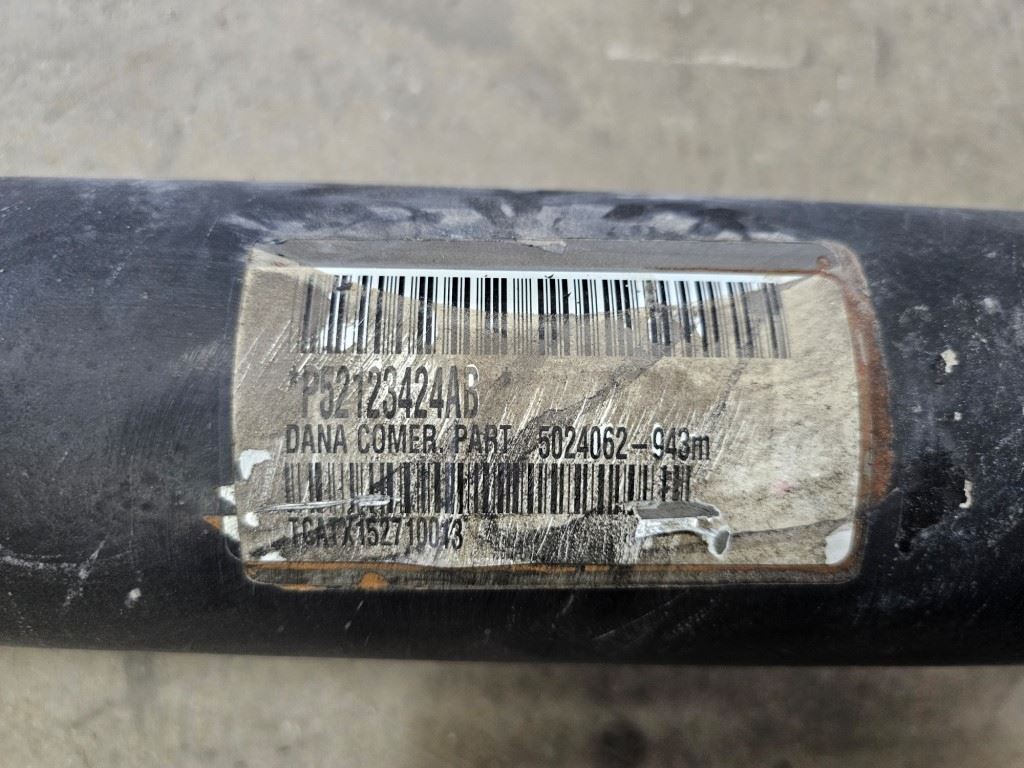 *P52123424AB *
DANA COMER. PART 5024062-943m
TCATX152710013